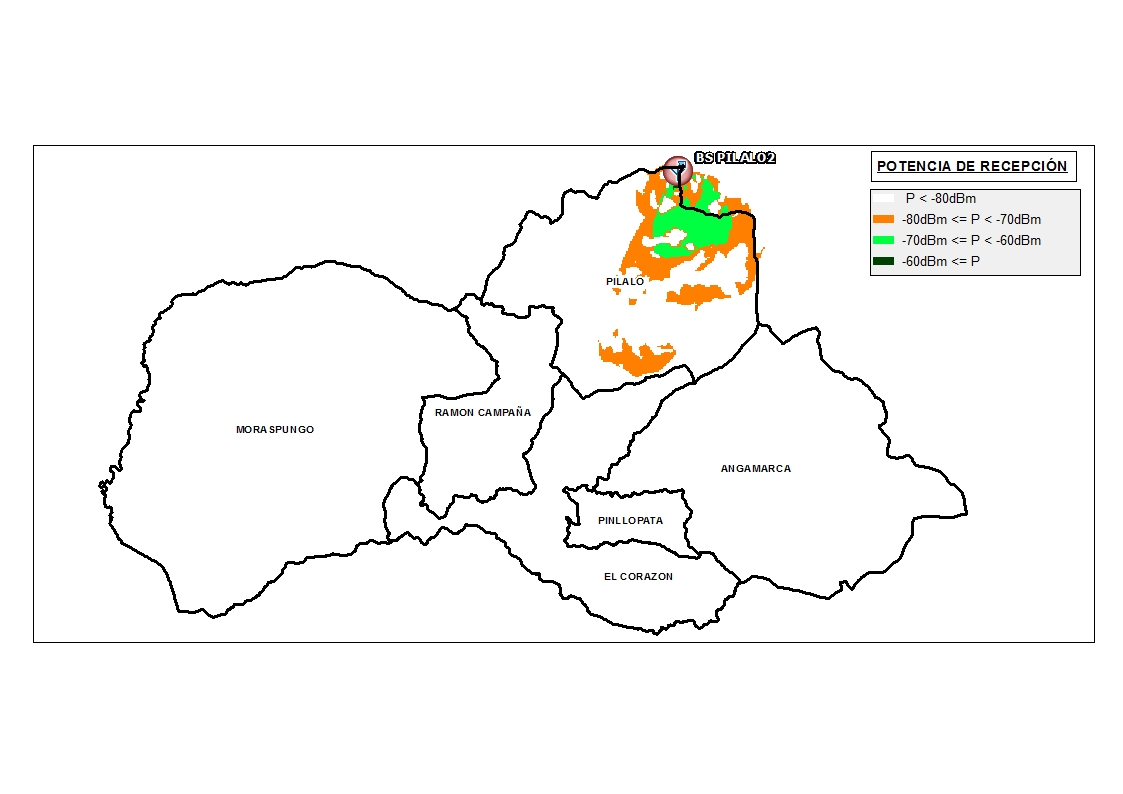 BS PILALO2
POTENCIA DE RECEPCIÓN
P < -80dBm
-80dBm <= P < -70dBm
-70dBm <= P < -60dBm
-60dBm <= P
PILALO
RAMON CAMPAÑA
MORASPUNGO
ANGAMARCA
PINLLOPATA
EL CORAZON